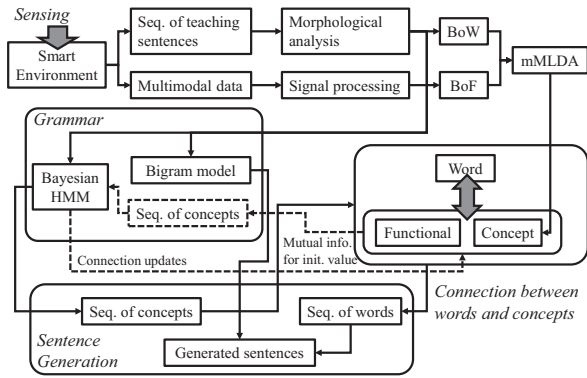 Sensing
Smart
Environment
Seq. of teaching
sentences
Morphological
analysis
BoW
Multimodal data
Signal processing
BoF
mMLDA
Grammar
Bayesian
HMM
Bigram model
Seq. of concepts
Word
Functional
Concept
Mutual info.
for init. value
Connection updates
Connection between
words and concepts
Seq. of concepts
Seq. of words
Sentence
Generation
Generated sentences